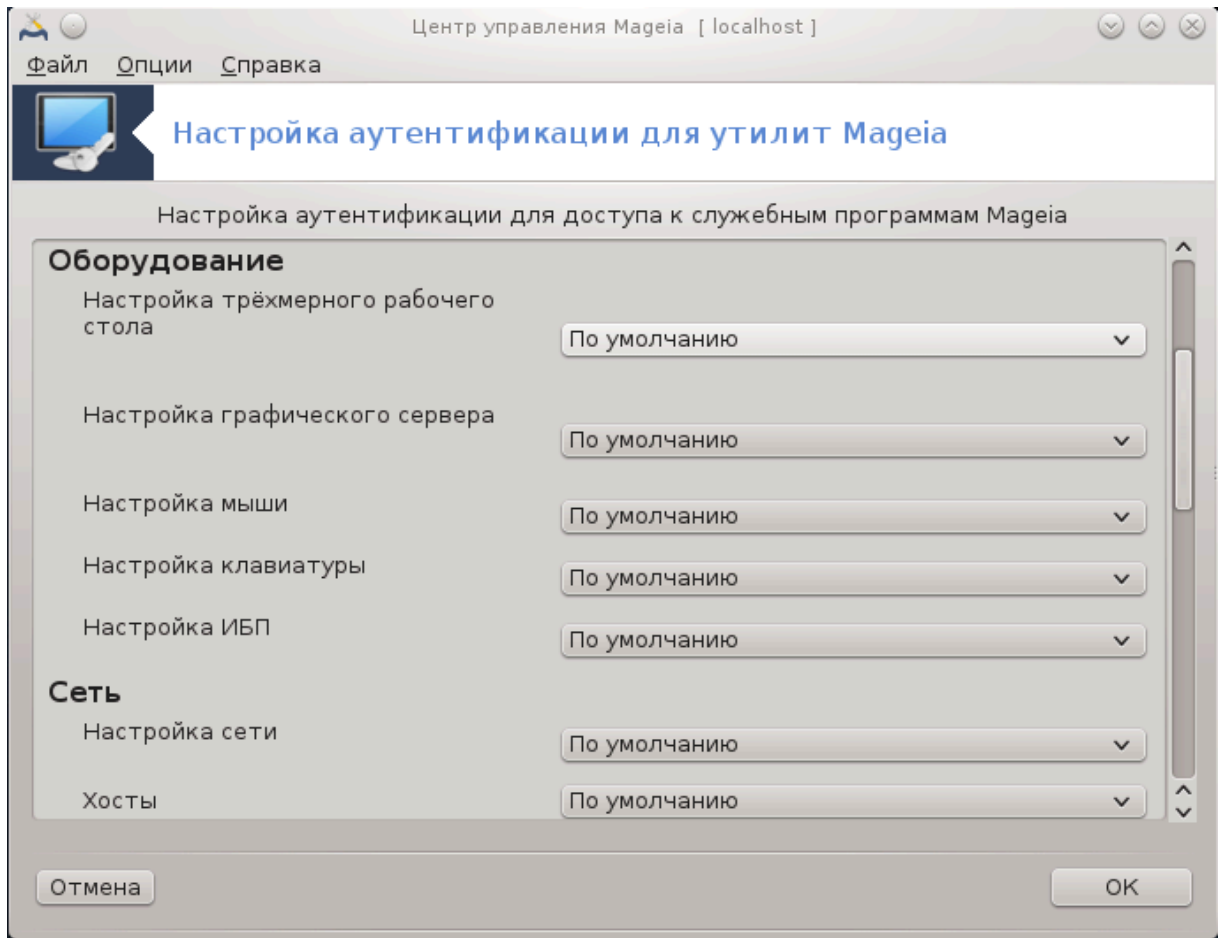 Центр управления Mageia [ localhost ]
Файл Опции Справка
Настройка аутентификации для утилит Mageia
Настройка аутентификации для доступа к служебным программам Mageia
Оборудование
Настройка трёхмерного рабочего
стола
По умолчанию
Настройка графического сервера
По умолчанию
Настройка мыши
По умолчанию
Настройка клавиатуры
По умолчанию
Настройка ИБП
По умолчанию
Сеть
Настройка сети
По умолчанию
Хосты
По умолчанию
Отмена
OK